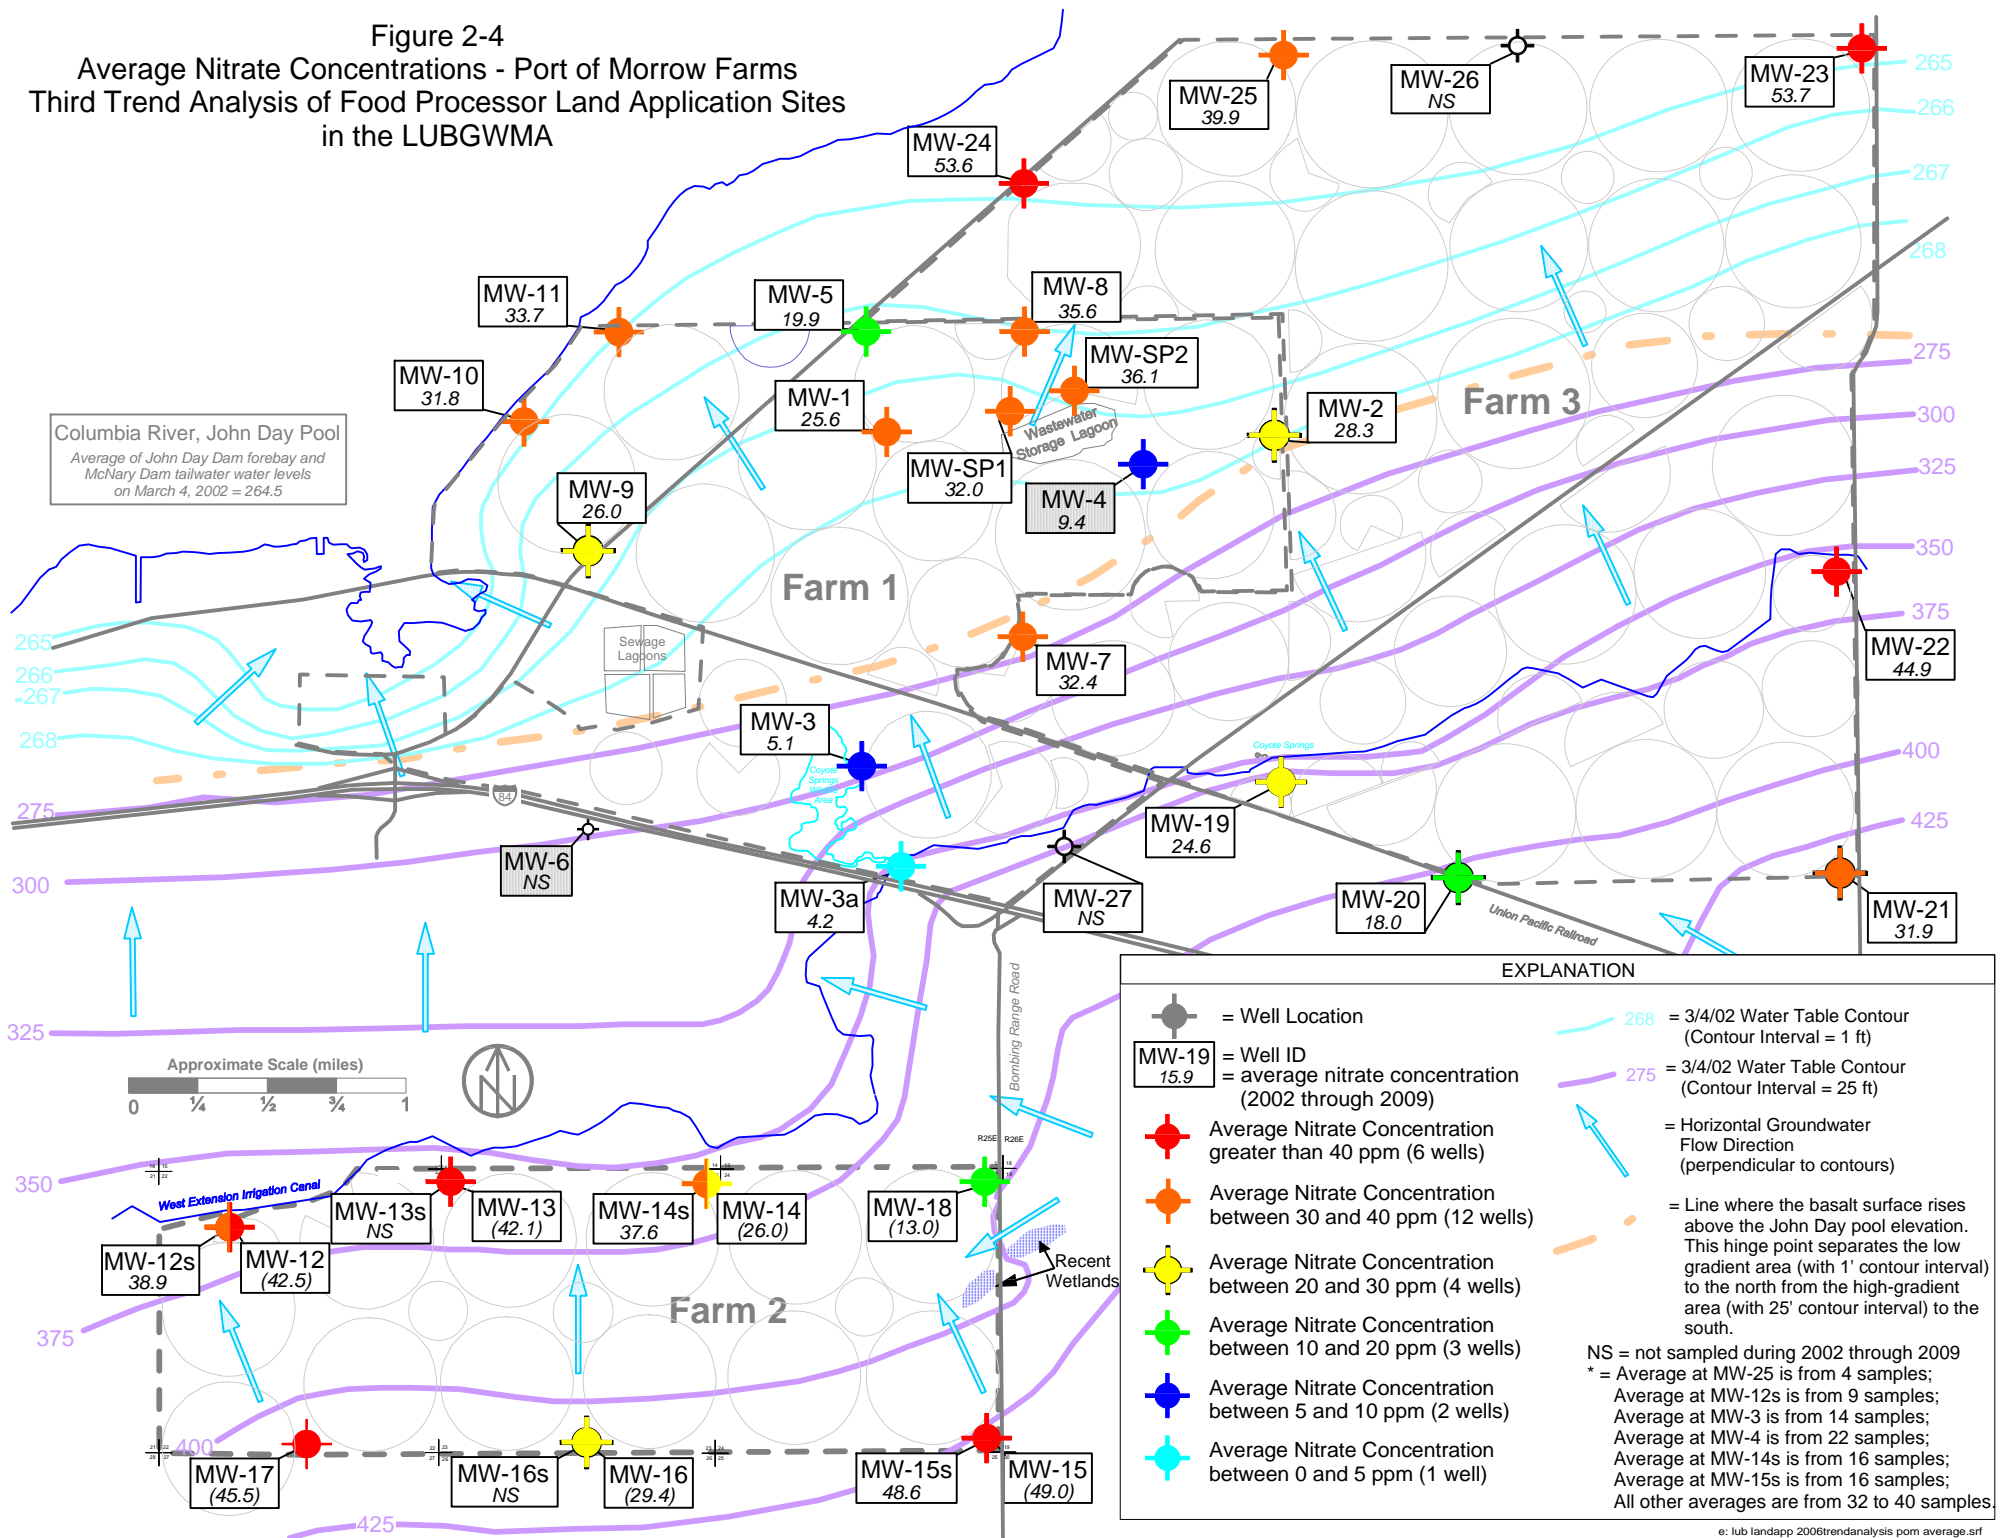 Figure 2-4
Average Nitrate Concentrations - Port of Morrow Farms
Third Trend Analysis of Food Processor Land Application Sites
in the LUBGWMA
MW-25
39.9
MW-26
NS
MW-23
53.7
265
266
267
268
MW-24
53.6
MW-11
33.7
MW-5
19.9
MW-8
35.6
MW-SP2
36.1
MW-10
31.8
MW-1
25.6
MW-2
28.3
Farm 3
275
300
325
350
375
400
425
Columbia River, John Day Pool
Average of John Day Dam forebay and
McNary Dam tailwater water levels
on March 4, 2002 = 264.5
Wastewater
Storage Lagoon
MW-SP1
32.0
MW-4
9.4
MW-9
26.0
Farm 1
Sewage
Lagoons
MW-7
32.4
MW-22
44.9
265
266
267
268
275
300
325
350
375
400
425
MW-3
5.1
Coyote
Springs
Wildlife
Area
Coyote Springs
84
MW-6
NS
MW-19
24.6
MW-3a
4.2
MW-27
NS
MW-20
18.0
MW-21
31.9
Union Pacific Railroad
Bombing Range Road
Approximate Scale (miles)
0 ¼ ½ ¾ 1
N
R25E R26E
West Extension Irrigation Canal
MW-13s
NS
MW-13
(42.1)
MW-14s
37.6
MW-14
(26.0)
MW-18
(13.0)
MW-12s
38.9
MW-12
(42.5)
Recent
Wetlands
Farm 2
MW-17
(45.5)
MW-16s
NS
MW-16
(29.4)
MW-15s
48.6
MW-15
(49.0)
EXPLANATION
= Well Location
MW-19
15.9
= Well ID
= average nitrate concentration
(2002 through 2009)
Average Nitrate Concentration
greater than 40 ppm (6 wells)
Average Nitrate Concentration
between 30 and 40 ppm (12 wells)
Average Nitrate Concentration
between 20 and 30 ppm (4 wells)
Average Nitrate Concentration
between 10 and 20 ppm (3 wells)
Average Nitrate Concentration
between 5 and 10 ppm (2 wells)
Average Nitrate Concentration
between 0 and 5 ppm (1 well)
268 = 3/4/02 Water Table Contour
(Contour Interval = 1 ft)
275 = 3/4/02 Water Table Contour
(Contour Interval = 25 ft)
= Horizontal Groundwater
Flow Direction
(perpendicular to contours)
= Line where the basalt surface rises
above the John Day pool elevation.
This hinge point separates the low
gradient area (with 1' contour interval)
to the north from the high-gradient
area (with 25' contour interval) to the
south.
NS = not sampled during 2002 through 2009
* = Average at MW-25 is from 4 samples;
Average at MW-12s is from 9 samples;
Average at MW-3 is from 14 samples;
Average at MW-4 is from 22 samples;
Average at MW-14s is from 16 samples;
Average at MW-15s is from 16 samples;
All other averages are from 32 to 40 samples.
e: lub landapp 2006trendanalysis pom average.srf